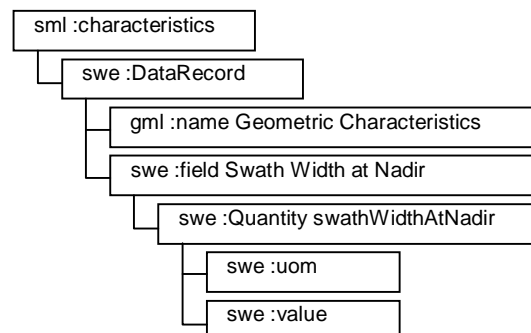 sml :characteristics
swe :DataRecord
gml :name Geometric Characteristics
swe :field Swath Width at Nadir
swe :Quantity swathWidthAtNadir
swe :uom
swe :value